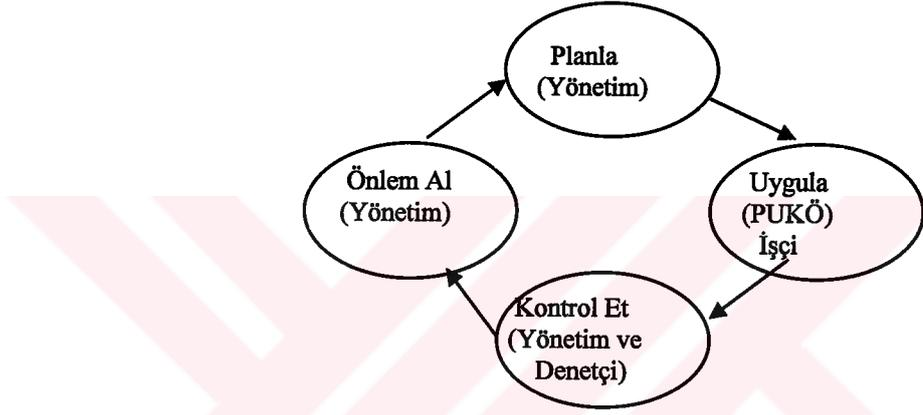 Planla
(Yönetim)
Uygula
(PUKÖ)
İşçi
Kontrol Et
(Yönetim ve
Denetçi)
Önlem Al
(Yönetim)